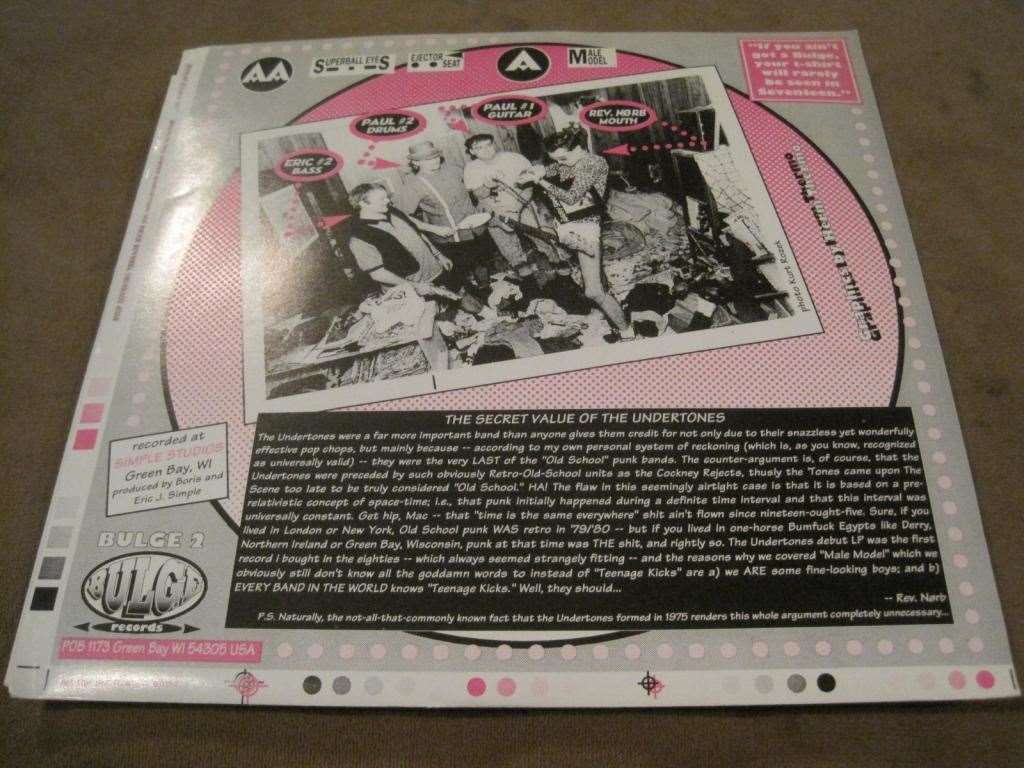 AA
SUPERBALL EYES
EJECTOR SEAT
A
MALE MODEL
"If you ain't
got a Bulge,
your t-shirt
will rarely
be seen in
Seventeen."
PAUL #2
DRUMS
PAUL #1
GUITAR
REV. NØRB
MOUTH
ERIC #2
BASS
photo Kurt Rozek
THE SECRET VALUE OF THE UNDERTONES
The Undertones were a far more important band than anyone gives them credit for not only due to their snazzless yet wonderfully
effective pop chops, but mainly because -- according to my own personal system of reckoning (which is, as you know, recognized
as universally valid) -- they were the very LAST of the "Old School" punk bands. The counter-argument is, of course, that the
Undertones were preceded by such obviously Retro-Old-School units as the Cockney Rejects, thusly the 'Tones came upon The
Scene too late to be truly considered "Old School." HA! The flaw in this seemingly airtight case is that it is based on a pre-
relativistic concept of space-time; i.e., that punk initially happened during a definite time interval and that this interval was
universally constant. Get hip, Mac -- that "time is the same everywhere" shit ain't flown since nineteen-ought-five. Sure, if you
lived in London or New York, Old School punk WAS retro in '79/'80 -- but if you lived in one-horse Bumfuck Egypts like Derry,
Northern Ireland or Green Bay, Wisconsin, punk at that time was THE shit, and rightly so. The Undertones debut LP was the first
record I bought in the eighties -- which always seemed strangely fitting -- and the reasons why we covered "Male Model" which we
obviously still don't know all the goddamn words to instead of "Teenage Kicks" are a) we ARE some fine-looking boys; and b)
EVERY BAND IN THE WORLD knows "Teenage Kicks." Well, they should...
-- Rev. Nørb
P.S. Naturally, the not-all-that-commonly known fact that the Undertones formed in 1975 renders this whole argument completely unnecessary...
recorded at
SIMPLE STUDIOS
Green Bay, WI
produced by Boris and
Eric J. Simple
BULGE 2
BULGE
records
POB 1173 Green Bay WI 54305 USA